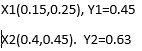 X1(0.15,0.25), Y1=0.45
X2(0.4,0.45).  Y2=0.63